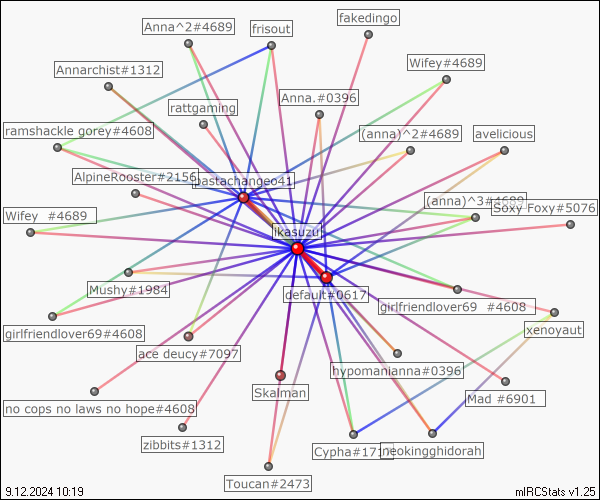 fakedingo
Anna^2#4689
frisout
Wifey#4689
Annarchist#1312
Anna.#0396
rattgaming
ramshackle gorey#4608
(anna)^2#4689
avelicious
AlpineRooster#2156
pastachaneo41
(anna)^3#4689
Soxy Foxy#5076
Wifey #4689
ikasuzu
Mushy#1984
default#0617
girlfriendlover69 #4608
girlfriendlover69#4608
xenoyaut
ace deucy#7097
hypomanianna#0396
Skalman
Mad #6901
no cops no laws no hope#4608
zibbits#1312
neokingghidorah
Toucan#2473
9.12.2024 10:19
mIRCStats v1.25